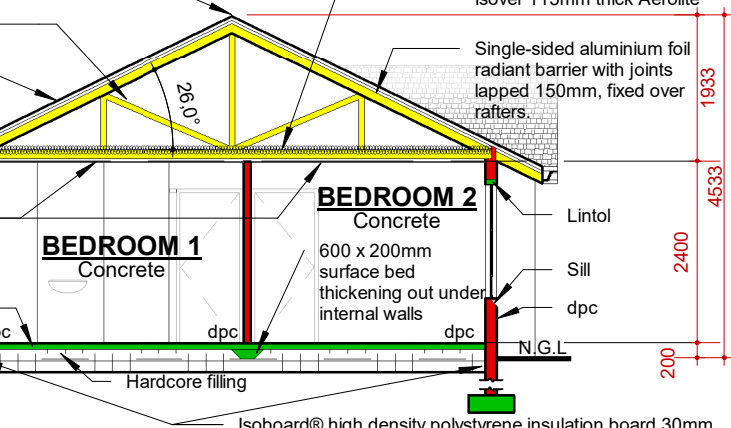 Isover 115mm thick Aerolite
Single-sided aluminium foil
radiant barrier with joints
lapped 150mm, fixed over
rafters.
1933
26,0°
4533
BEDROOM 2
Concrete
Lintol
BEDROOM 1
Concrete
600 x 200mm
surface bed
thickening out under
internal walls
2400
Sill
dpc
dpc
dpc
N.G.L
200
Hardcore filling
Isoboard® high density polystyrene insulation board 30mm